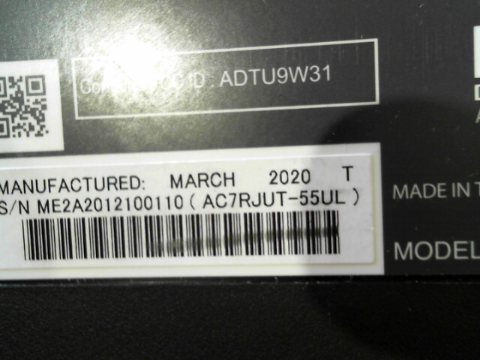 ID : ADTU9W31
MANUFACTURED: MARCH 2020 T
S/N ME2A2012100110 ( AC7RJUT-55UL )
MADE IN
MODEL